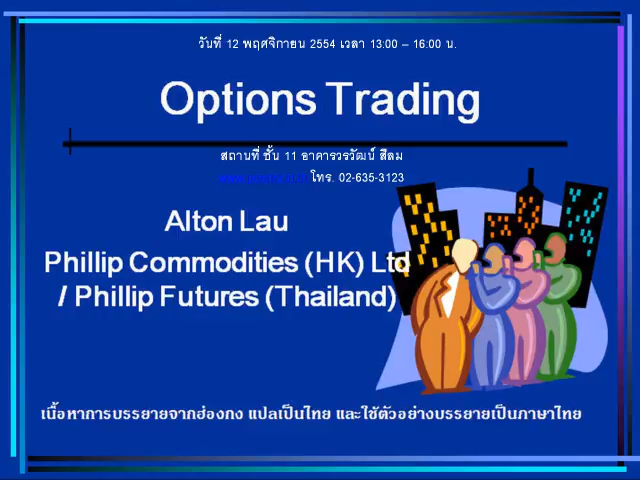 วันที่ 12 พฤศจิกายน 2554 เวลา 13:00 – 16:00 น.
Options Trading
สถานที่ ชั้น 11 อาคารวรวัฒน์ สีลม
โทร. 02-635-3123
Alton Lau
Phillip Commodities (HK) Ltd
/ Phillip Futures (Thailand)
เนื้อหาการบรรยายจากฮ่องกง แปลเป็นไทย และใช้ตัวอย่างบรรยายเป็นภาษาไทย